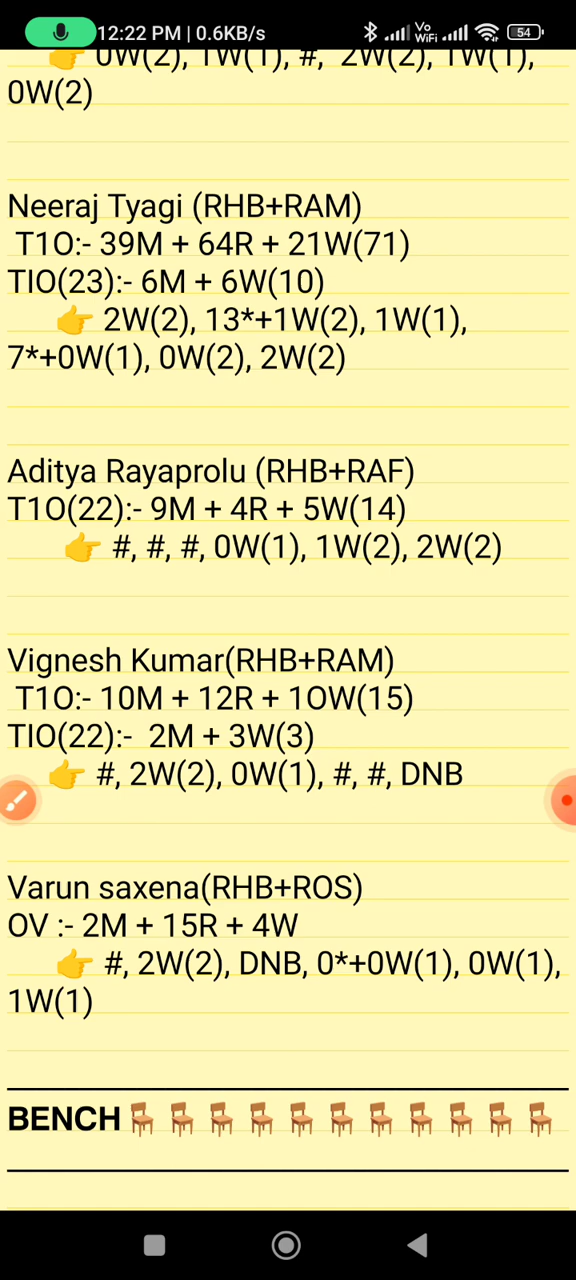 12:22 PM | 0.6KB/s Vo WiFi 54
👉 0W(2), 1W(1), #, 2W(2), 1W(1),
0W(2)
Neeraj Tyagi (RHB+RAM)
T1O:- 39M + 64R + 21W(71)
TIO(23):- 6M + 6W(10)
👉 2W(2), 13*+1W(2), 1W(1),
7*+0W(1), 0W(2), 2W(2)
Aditya Rayaprolu (RHB+RAF)
T1O(22):- 9M + 4R + 5W(14)
👉 #, #, #, 0W(1), 1W(2), 2W(2)
Vignesh Kumar(RHB+RAM)
T1O:- 10M + 12R + 1OW(15)
TIO(22):- 2M + 3W(3)
👉 #, 2W(2), 0W(1), #, #, DNB
Varun saxena(RHB+ROS)
OV :- 2M + 15R + 4W
👉 #, 2W(2), DNB, 0*+0W(1), 0W(1),
1W(1)
BENCH🪑🪑🪑🪑🪑🪑🪑🪑🪑🪑🪑